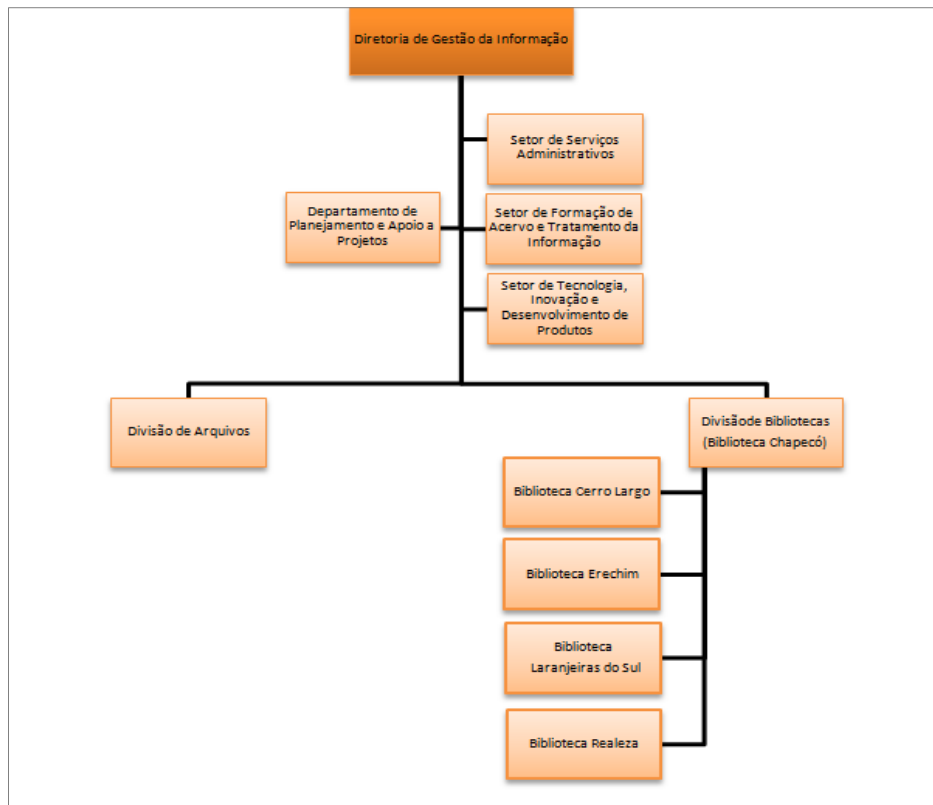 Diretoria de Gestão da Informação
Setor de Serviços
Administrativos
Departamento de
Planejamento e Apoio a
Projetos
Setor de Formação de
Acervo e Tratamento da
Informação
Setor de Tecnologia,
Inovação e
Desenvolvimento de
Produtos
Divisão de Arquivos
Divisãode Bibliotecas
(Biblioteca Chapecó)
Biblioteca Cerro Largo
Biblioteca Erechim
Biblioteca
Laranjeiras do Sul
Biblioteca Realeza